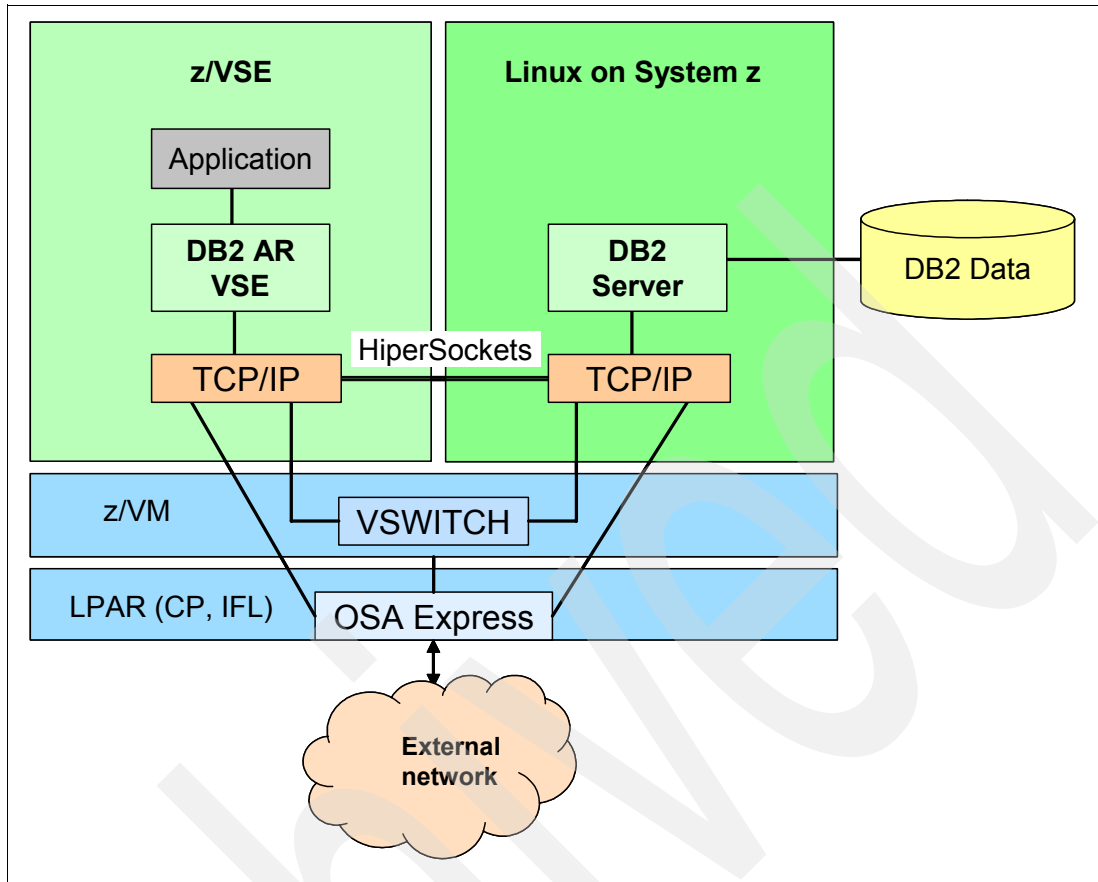 z/VSE
Linux on System z
Application
DB2 AR
VSE
DB2
Server
DB2 Data
HiperSockets
TCP/IP
TCP/IP
z/VM
VSWITCH
LPAR (CP, IFL)
OSA Express
External
network